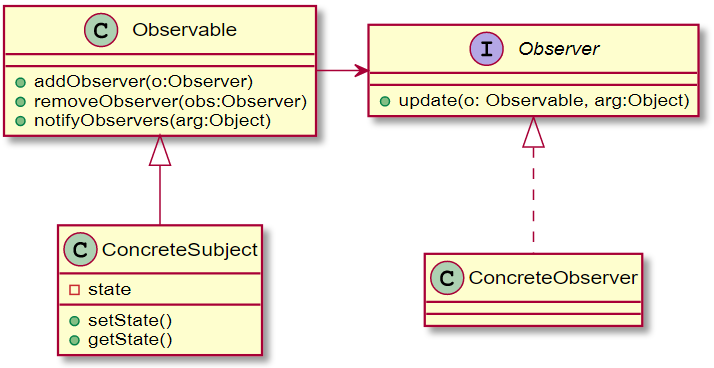 C Observable
addObserver(o:Observer)
removeObserver(obs:Observer)
notifyObservers(arg:Object)
I Observer
update(o: Observable, arg:Object)
C ConcreteSubject
state
setState()
getState()
C ConcreteObserver